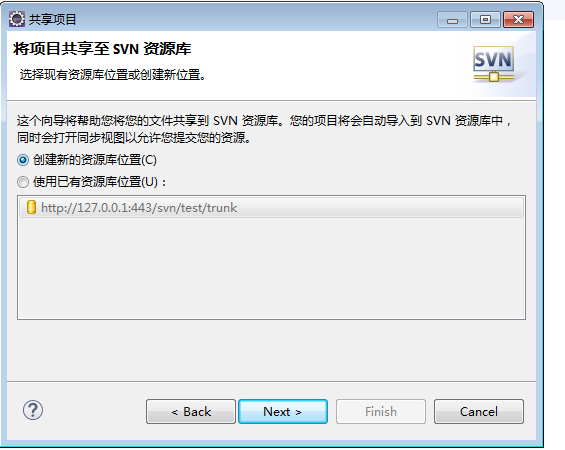 共享项目
将项目共享至 SVN 资源库
选择现有资源库位置或创建新位置。
SVN
这个向导将帮助您将您的文件共享到 SVN 资源库。您的项目将会自动导入到 SVN 资源库中，
同时会打开同步视图以允许您提交您的资源。
创建新的资源库位置(C)
使用已有资源库位置(U)：
http://127.0.0.1:443/svn/test/trunk
?
< Back
Next >
Finish
Cancel